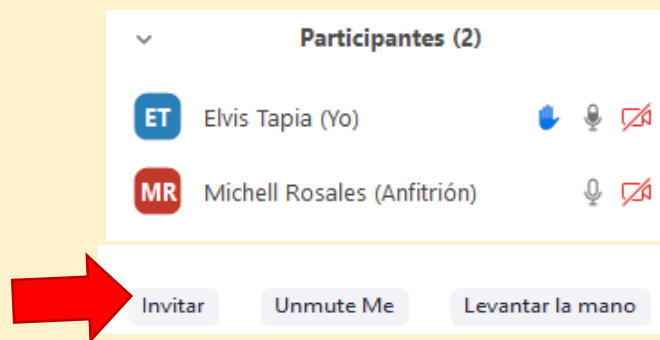 Participantes (2)
ET Elvis Tapia (Yo)
MR Michell Rosales (Anfitrión)
Invitar Unmute Me Levantar la mano